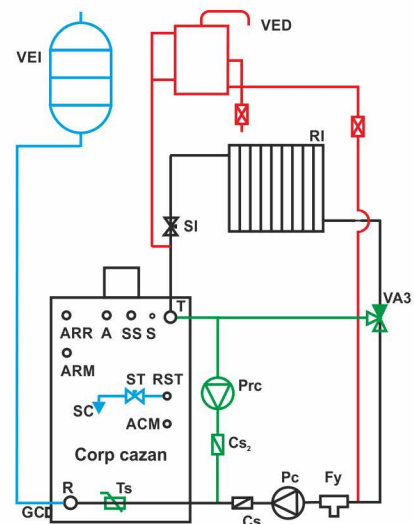 VED
VEI
RI
SI
T
VA3
ARR A SS S
ARM
ST RST
SC
ACM
Prc
Cs₂
Corp cazan
R Ts
Pc Fy
GC
Cs